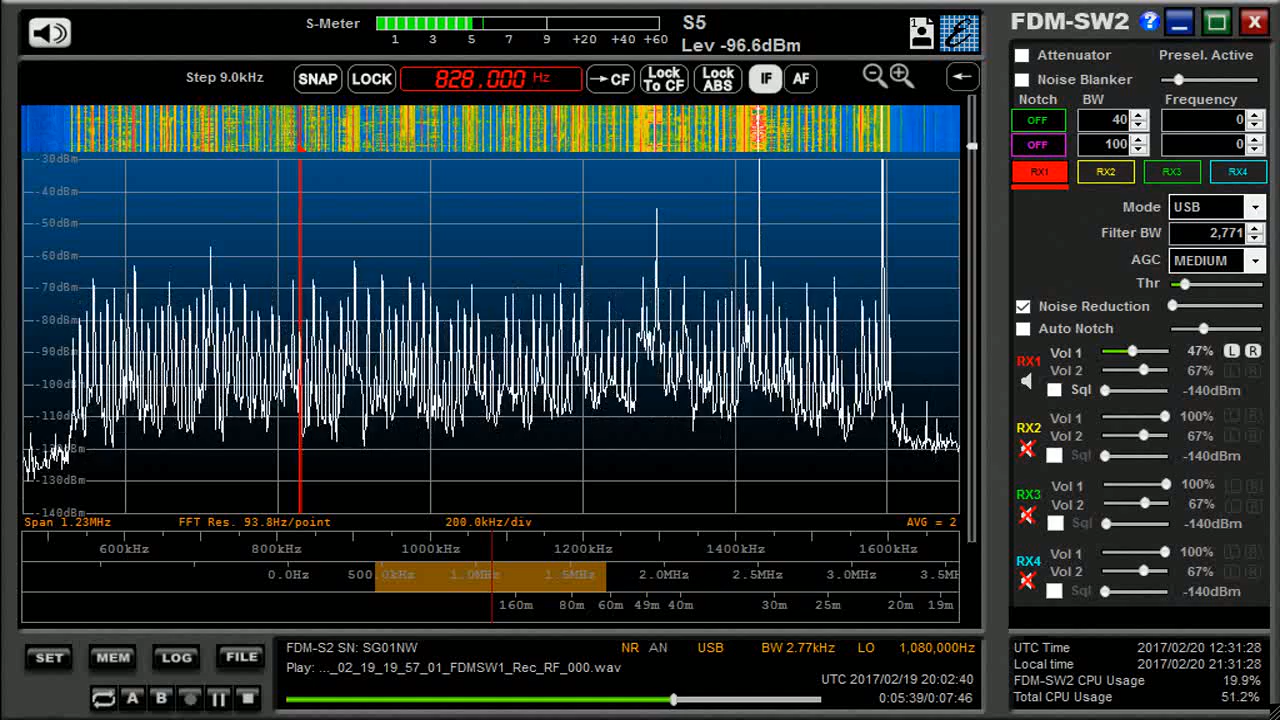 S-Meter
1 3 5 7 9 +20 +40 +60
S5
Lev -96.6dBm
FDM-SW2
Step 9.0kHz
SNAP
LOCK
828.000 Hz
→CF
Lock To CF
Lock ABS
IF
AF
-30dBm
-40dBm
-50dBm
-60dBm
-70dBm
-80dBm
-90dBm
-100dBm
-110dBm
-120dBm
-130dBm
-140dBm
Span 1.23MHz FFT Res. 93.8Hz/point 200.0kHz/div AVG = 2
600kHz 800kHz 1000kHz 1200kHz 1400kHz 1600kHz
0.0Hz 500.0kHz 1.0MHz 1.5MHz 2.0MHz 2.5MHz 3.0MHz 3.5MH
160m 80m 60m 49m 40m 30m 25m 20m 19m
Attenuator Presel. Active
Noise Blanker
Notch BW Frequency
OFF 40 0
OFF 100 0
RX1 RX2 RX3 RX4
Mode USB
Filter BW 2,771
AGC MEDIUM
Thr
Noise Reduction
Auto Notch
RX1
Vol 1 47% L R
Vol 2 67% L R
Sql -140dBm
RX2
Vol 1 100% L R
Vol 2 67% L R
Sql -140dBm
RX3
Vol 1 100% L R
Vol 2 67% L R
Sql -140dBm
RX4
Vol 1 100% L R
Vol 2 67% L R
Sql -140dBm
SET MEM LOG FILE
A B
FDM-S2 SN: SG01NW NR AN USB BW 2.77kHz LO 1,080,000Hz
Play: ..._02_19_19_57_01_FDMSW1_Rec_RF_000.wav
UTC 2017/02/19 20:02:40
0:05:39/0:07:46
UTC Time 2017/02/20 12:31:28
Local time 2017/02/20 21:31:28
FDM-SW2 CPU Usage 19.9%
Total CPU Usage 51.2%